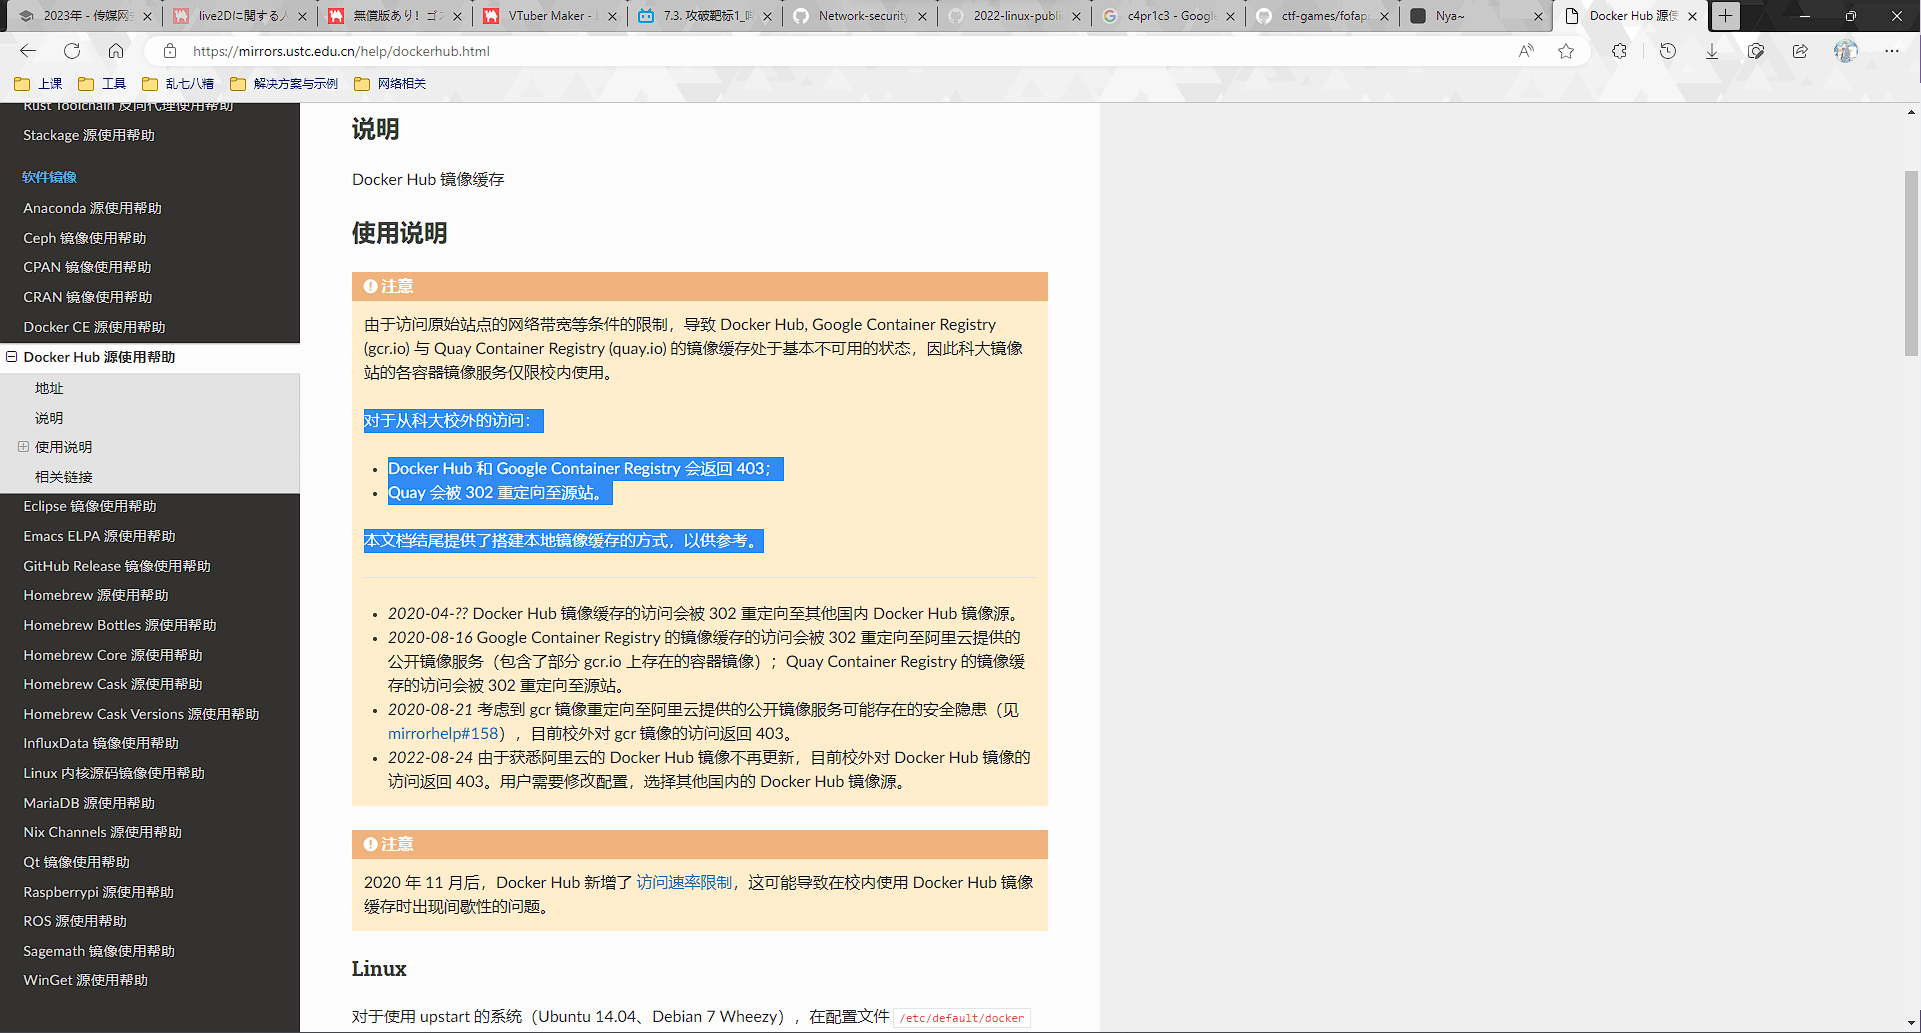 2023年 - 传媒网
live2Dに関する人
無償版あり！ゴ
VTuber Maker - L
7.3. 攻破靶标1_
Network-security
2022-linux-publi
c4pr1c3 - Google
ctf-games/fofap
Nya~
Docker Hub 源使
https://mirrors.ustc.edu.cn/help/dockerhub.html
上课
工具
乱七八糟
解决方案与示例
网络相关
Rust Toolchain 反向代理使用帮助
Stackage 源使用帮助
软件镜像
Anaconda 源使用帮助
Ceph 镜像使用帮助
CPAN 镜像使用帮助
CRAN 镜像使用帮助
Docker CE 源使用帮助
Docker Hub 源使用帮助
地址
说明
使用说明
相关链接
Eclipse 镜像使用帮助
Emacs ELPA 源使用帮助
GitHub Release 镜像使用帮助
Homebrew 源使用帮助
Homebrew Bottles 源使用帮助
Homebrew Core 源使用帮助
Homebrew Cask 源使用帮助
Homebrew Cask Versions 源使用帮助
InfluxData 镜像使用帮助
Linux 内核源码镜像使用帮助
MariaDB 源使用帮助
Nix Channels 源使用帮助
Qt 镜像使用帮助
Raspberrypi 源使用帮助
ROS 源使用帮助
Sagemath 镜像使用帮助
WinGet 源使用帮助
说明
Docker Hub 镜像缓存
使用说明
注意
由于访问原始站点的网络带宽等条件的限制，导致 Docker Hub, Google Container Registry
(gcr.io) 与 Quay Container Registry (quay.io) 的镜像缓存处于基本不可用的状态，因此科大镜像
站的各容器镜像服务仅限校内使用。
对于从科大校外的访问：
• Docker Hub 和 Google Container Registry 会返回 403；
• Quay 会被 302 重定向至源站。
本文档结尾提供了搭建本地镜像缓存的方式，以供参考。
• 2020-04-?? Docker Hub 镜像缓存的访问会被 302 重定向至其他国内 Docker Hub 镜像源。
• 2020-08-16 Google Container Registry 的镜像缓存的访问会被 302 重定向至阿里云提供的
公开镜像服务（包含了部分 gcr.io 上存在的容器镜像）；Quay Container Registry 的镜像缓
存的访问会被 302 重定向至源站。
• 2020-08-21 考虑到 gcr 镜像重定向至阿里云提供的公开镜像服务可能存在的安全隐患（见
mirrorhelp#158），目前校外对 gcr 镜像的访问返回 403。
• 2022-08-24 由于获悉阿里云的 Docker Hub 镜像不再更新，目前校外对 Docker Hub 镜像的
访问返回 403。用户需要修改配置，选择其他国内的 Docker Hub 镜像源。
注意
2020 年 11 月后，Docker Hub 新增了 访问速率限制，这可能导致在校内使用 Docker Hub 镜像
缓存时出现间歇性的问题。
Linux
对于使用 upstart 的系统（Ubuntu 14.04、Debian 7 Wheezy），在配置文件 /etc/default/docker